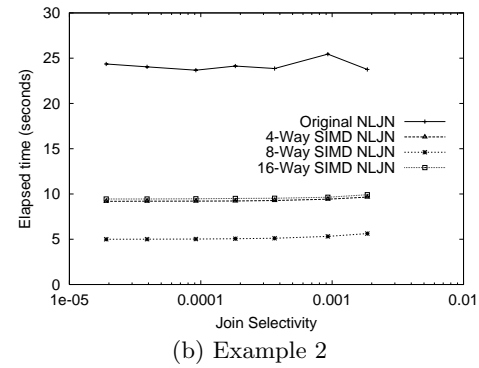 30
25
20
15
10
5
0
Elapsed time (seconds)
Original NLJN
4-Way SIMD NLJN
8-Way SIMD NLJN
16-Way SIMD NLJN
1e-05 0.0001 0.001 0.01
Join Selectivity
(b) Example 2